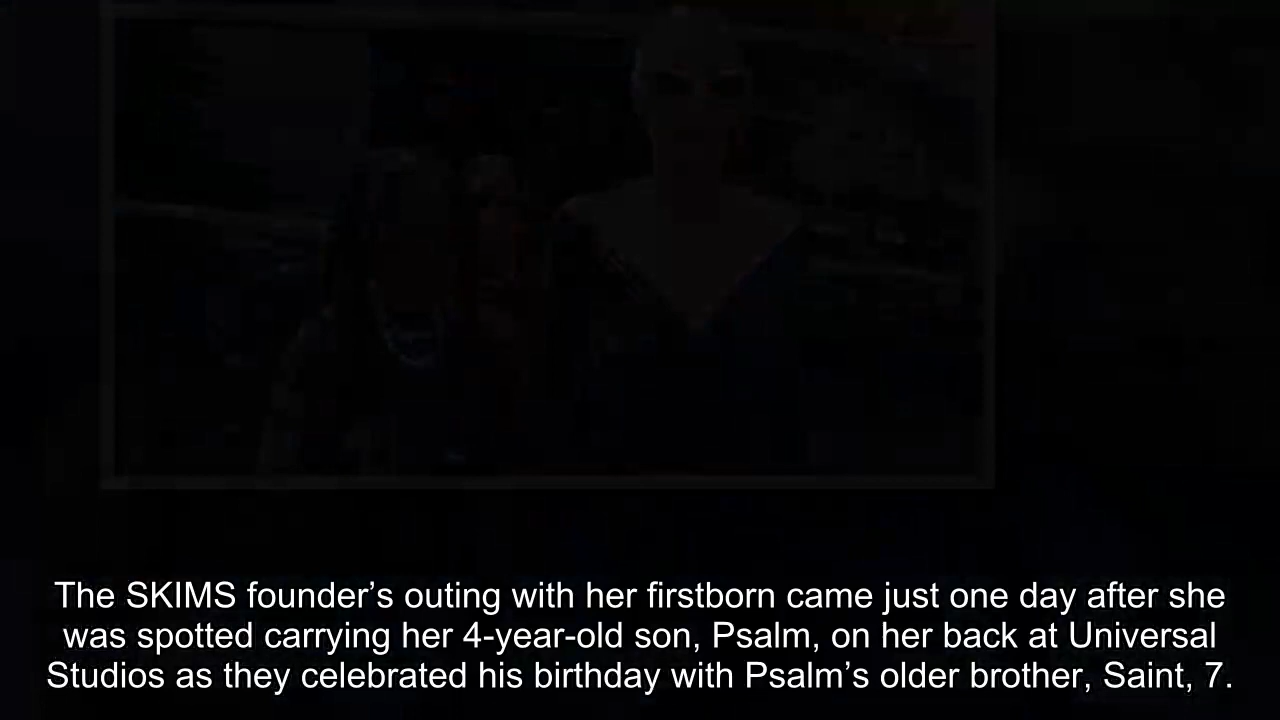 The SKIMS founder’s outing with her firstborn came just one day after she
was spotted carrying her 4-year-old son, Psalm, on her back at Universal
Studios as they celebrated his birthday with Psalm’s older brother, Saint, 7.